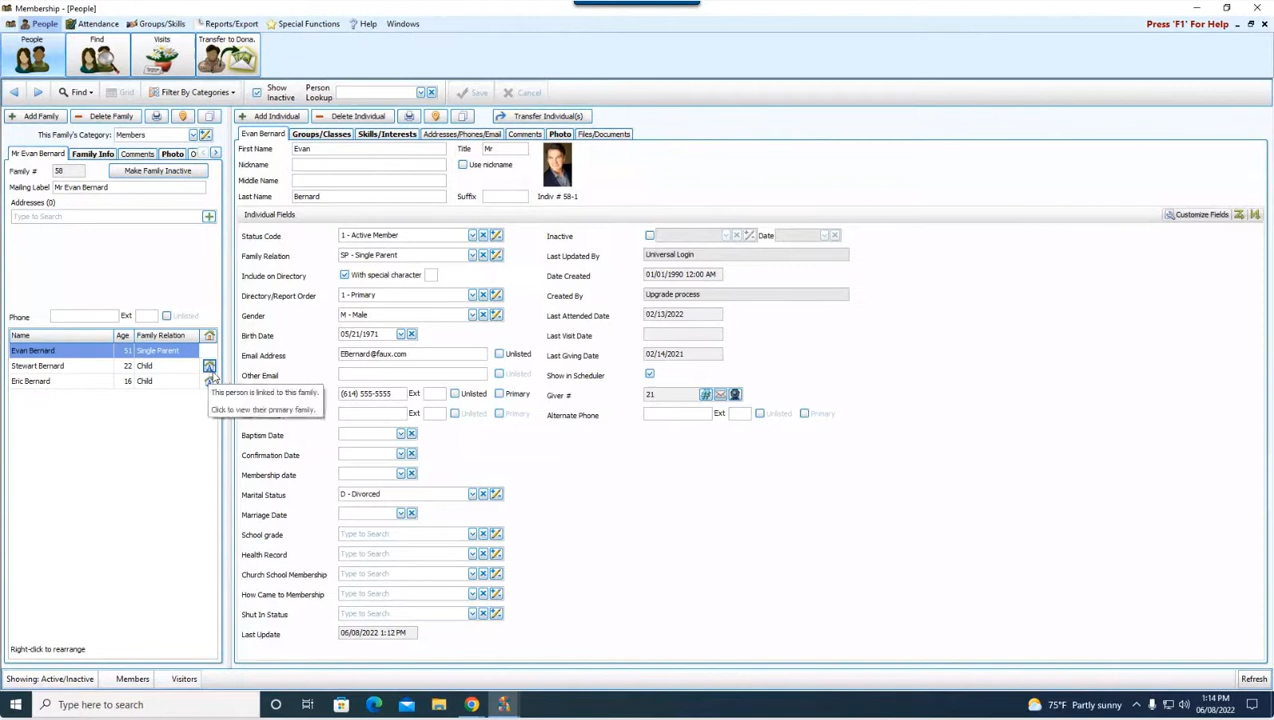 Membership - [People]
People Attendance Groups/Skills Reports/Export Special Functions Help Windows Press 'F1' For Help
People Find Visits Transfer to Dona.
Find Grid Filter By Categories Show Inactive Person Lookup Save Cancel
Add Family Delete Family Add Individual Delete Individual Transfer Individual(s)
This Family's Category: Members
Evan Bernard Groups/Classes Skills/Interests Addresses/Phones/Email Comments Photo Files/Documents
Mr Evan Bernard Family Info Comments Photo O
Family # 58 Make Family Inactive
Mailing Label Mr Evan Bernard
Addresses (0)
Type to Search
Phone Ext Unlisted
Name Age Family Relation
Evan Bernard 51 Single Parent
Stewart Bernard 22 Child
Eric Bernard 16 Child
This person is linked to this family.
Click to view their primary family.
Right-click to rearrange
First Name Evan Title Mr
Nickname Use nickname
Middle Name
Last Name Bernard Suffix Indiv # 58-1
Individual Fields Customize Fields
Status Code 1 - Active Member Inactive Date
Family Relation SP - Single Parent Last Updated By Universal Login
Include on Directory With special character Date Created 01/01/1990 12:00 AM
Directory/Report Order 1 - Primary Created By Upgrade process
Gender M - Male Last Attended Date 02/13/2022
Birth Date 05/21/1971 Last Visit Date
Email Address EBernard@faux.com Unlisted Last Giving Date 02/14/2021
Other Email Unlisted Show in Scheduler
(614) 555-5555 Ext Unlisted Primary Giver # 21
Ext Unlisted Primary Alternate Phone Ext Unlisted Primary
Baptism Date
Confirmation Date
Membership date
Marital Status D - Divorced
Marriage Date
School grade Type to Search
Health Record Type to Search
Church School Membership Type to Search
How Came to Membership Type to Search
Shut In Status Type to Search
Last Update 06/08/2022 1:12 PM
Showing: Active/Inactive Members Visitors Refresh
Type here to search 75°F Partly sunny 1:14 PM
06/08/2022